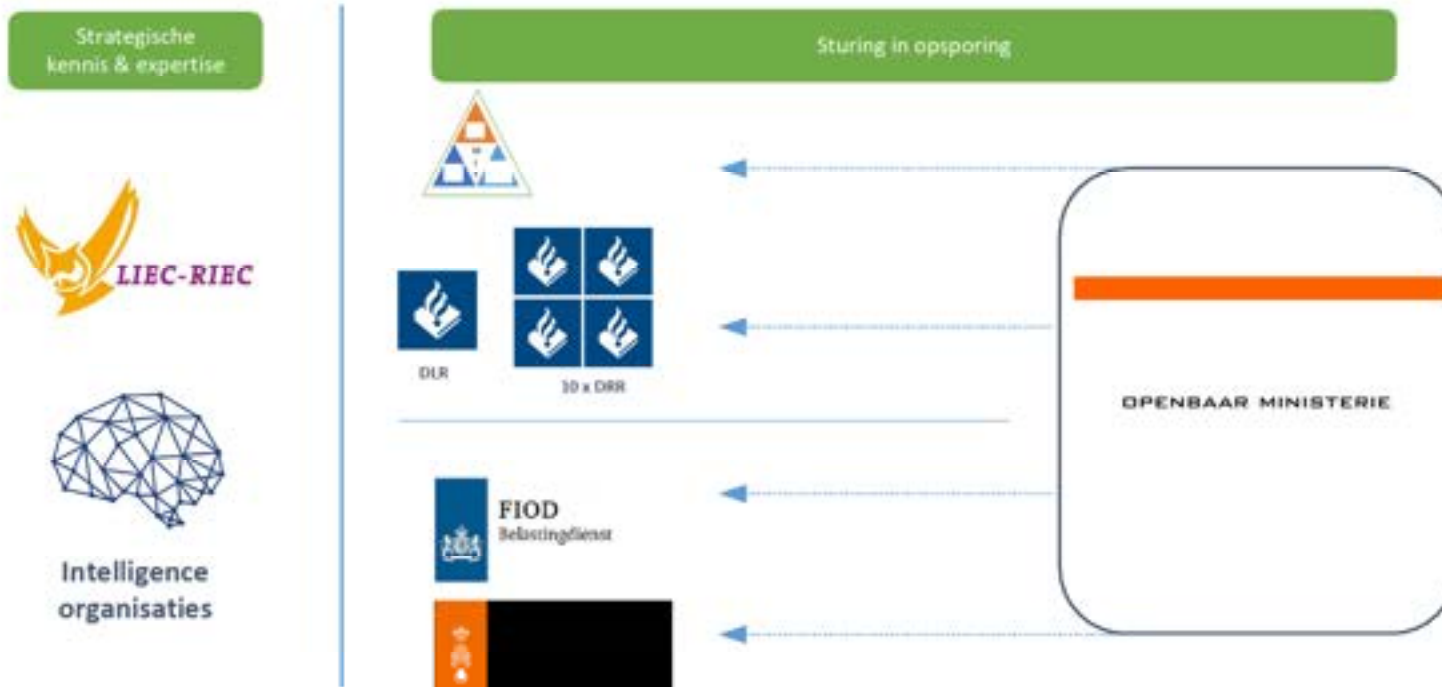 Strategische
kennis & expertise
LIEC-RIEC
Intelligence
organisaties
Sturing in opsporing
DLR
10 x DRR
FIOD
Belastingdienst
OPENBAAR MINISTERIE